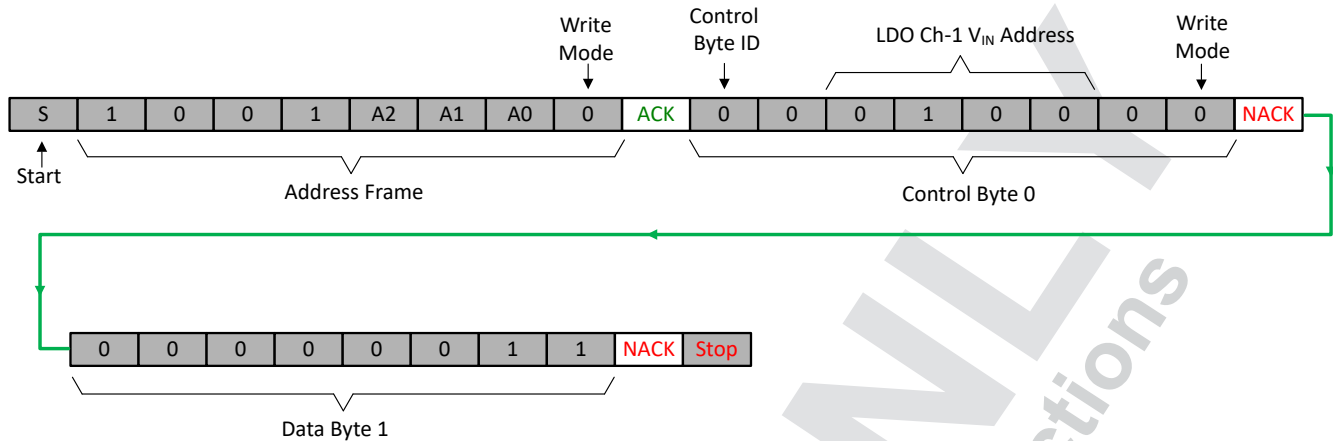 Write Mode
Control Byte ID
LDO Ch-1 VIN Address
Write Mode
S 1 0 0 1 A2 A1 A0 0 ACK 0 0 0 1 0 0 0 0 NACK
Start
Address Frame
Control Byte 0
0 0 0 0 0 0 1 1 NACK Stop
Data Byte 1
NLY
ctions